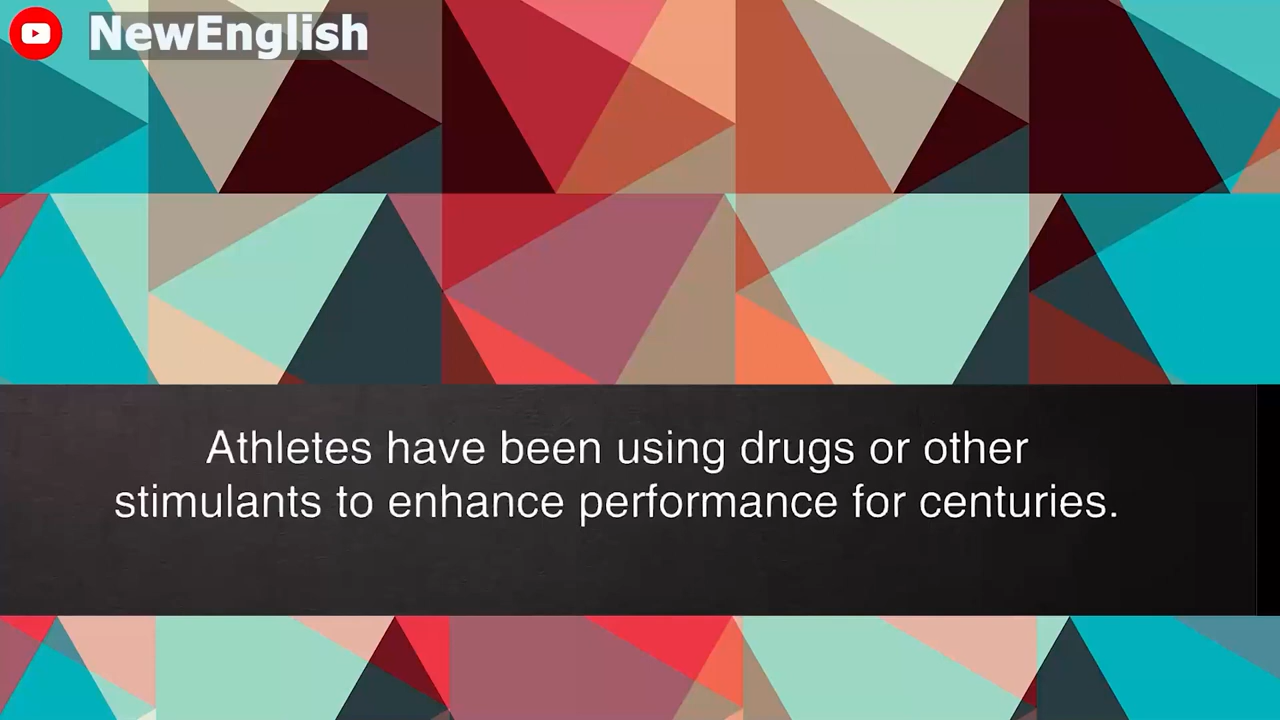 NewEnglish
Athletes have been using drugs or other
stimulants to enhance performance for centuries.